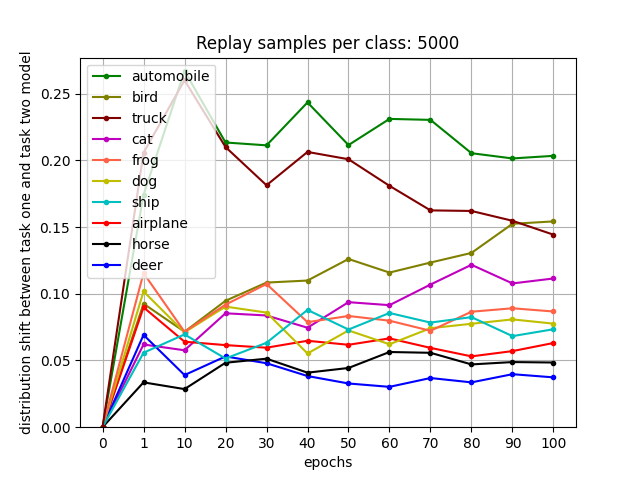 Replay samples per class: 5000
distribution shift between task one and task two model
0.25
0.20
0.15
0.10
0.05
0.00
automobile
bird
truck
cat
frog
dog
ship
airplane
horse
deer
0 1 10 20 30 40 50 60 70 80 90 100
epochs